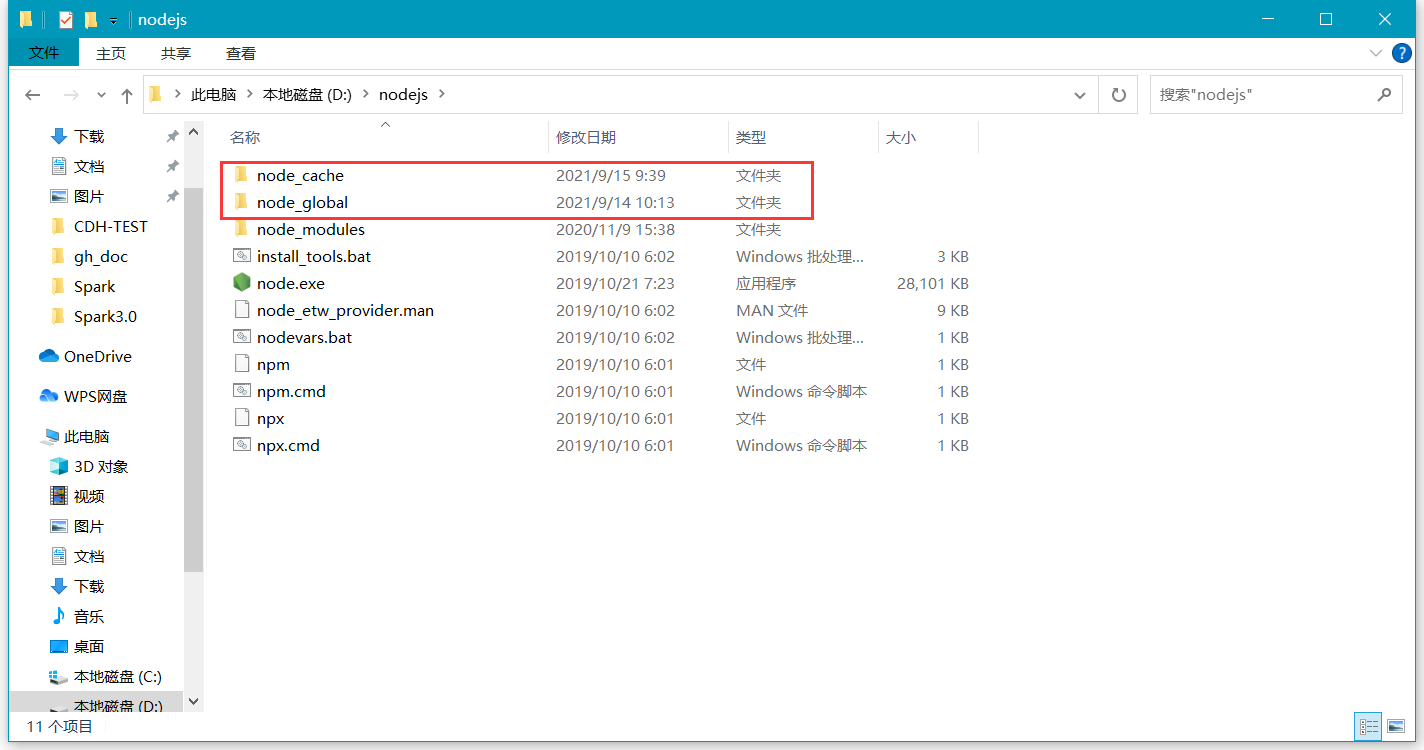 nodejs
文件 主页 共享 查看
此电脑 本地磁盘 (D:) nodejs 搜索"nodejs"
下载
文档
图片
CDH-TEST
gh_doc
Spark
Spark3.0
OneDrive
WPS网盘
此电脑
3D 对象
视频
图片
文档
下载
音乐
桌面
本地磁盘 (C:)
本地磁盘 (D:)
名称 修改日期 类型 大小
node_cache 2021/9/15 9:39 文件夹
node_global 2021/9/14 10:13 文件夹
node_modules 2020/11/9 15:38 文件夹
install_tools.bat 2019/10/10 6:02 Windows 批处理... 3 KB
node.exe 2019/10/21 7:23 应用程序 28,101 KB
node_etw_provider.man 2019/10/10 6:02 MAN 文件 9 KB
nodevars.bat 2019/10/10 6:02 Windows 批处理... 1 KB
npm 2019/10/10 6:01 文件 1 KB
npm.cmd 2019/10/10 6:01 Windows 命令脚本 1 KB
npx 2019/10/10 6:01 文件 1 KB
npx.cmd 2019/10/10 6:01 Windows 命令脚本 1 KB
11 个项目